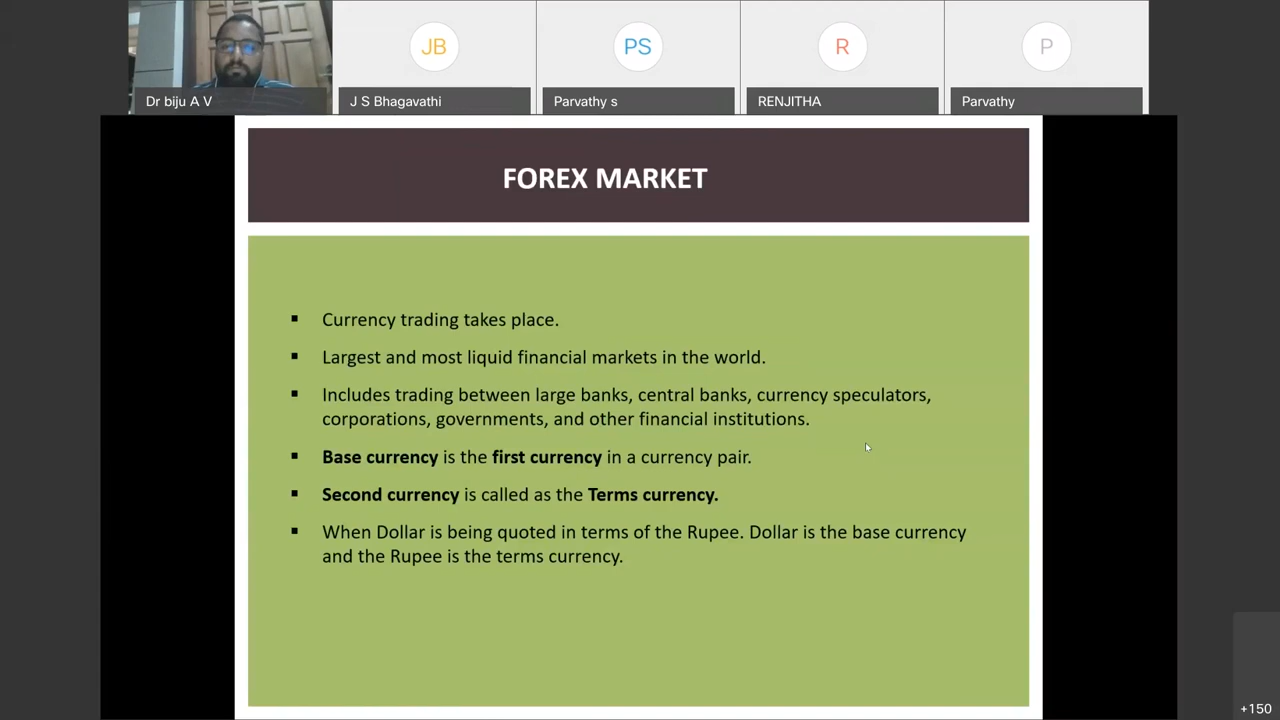 JB
PS
R
P
Dr biju A V
J S Bhagavathi
Parvathy s
RENJITHA
Parvathy
FOREX MARKET
▪ Currency trading takes place.
▪ Largest and most liquid financial markets in the world.
▪ Includes trading between large banks, central banks, currency speculators,
corporations, governments, and other financial institutions.
▪ Base currency is the first currency in a currency pair.
▪ Second currency is called as the Terms currency.
▪ When Dollar is being quoted in terms of the Rupee. Dollar is the base currency
and the Rupee is the terms currency.
+150